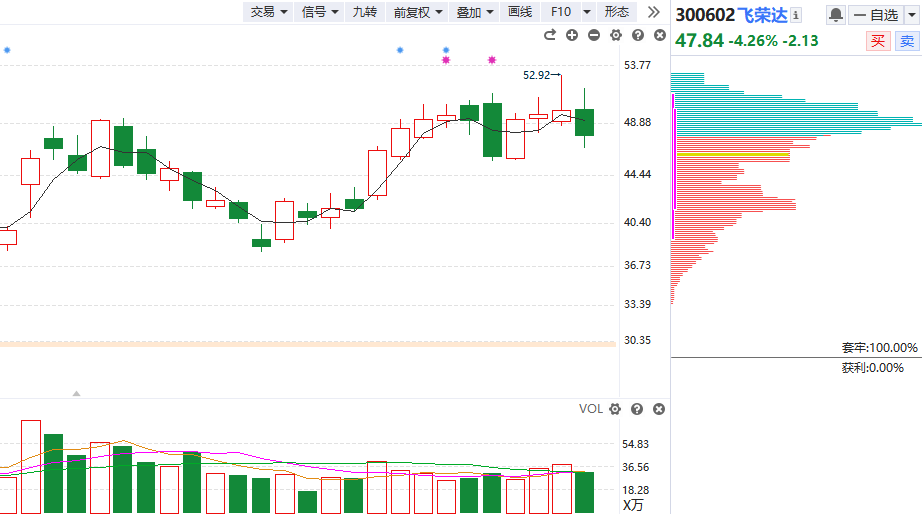 交易 信号 九转 前复权 叠加 画线 F10 形态
300602 飞荣达 自选
47.84 -4.26% -2.13 买 卖
53.77
52.92
48.88
44.44
40.40
36.73
33.39
30.35
套牢:100.00%
获利:0.00%
VOL
54.83
36.56
18.28
X万